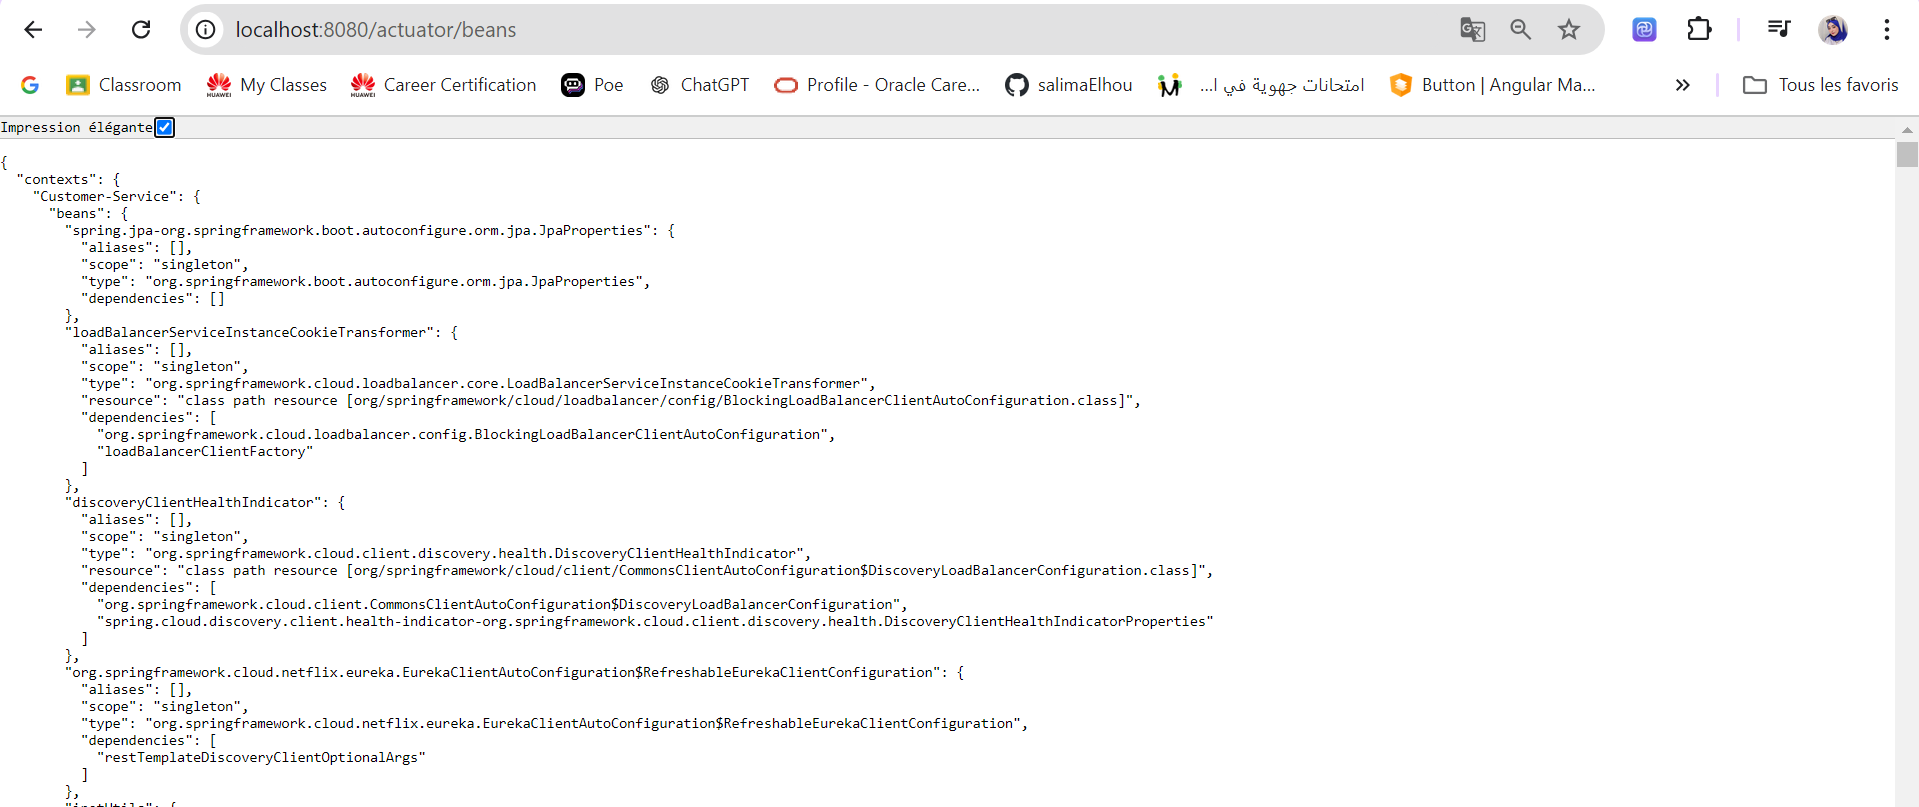 localhost:8080/actuator/beans
Classroom My Classes Career Certification Poe ChatGPT Profile - Oracle Care... salimaElhou امتحانات جهوية في ا... Button | Angular Ma... Tous les favoris
Impression élégante
{
  "contexts": {
    "Customer-Service": {
      "beans": {
        "spring.jpa-org.springframework.boot.autoconfigure.orm.jpa.JpaProperties": {
          "aliases": [],
          "scope": "singleton",
          "type": "org.springframework.boot.autoconfigure.orm.jpa.JpaProperties",
          "dependencies": []
        },
        "loadBalancerServiceInstanceCookieTransformer": {
          "aliases": [],
          "scope": "singleton",
          "type": "org.springframework.cloud.loadbalancer.core.LoadBalancerServiceInstanceCookieTransformer",
          "resource": "class path resource [org/springframework/cloud/loadbalancer/config/BlockingLoadBalancerClientAutoConfiguration.class]",
          "dependencies": [
            "org.springframework.cloud.loadbalancer.config.BlockingLoadBalancerClientAutoConfiguration",
            "loadBalancerClientFactory"
          ]
        },
        "discoveryClientHealthIndicator": {
          "aliases": [],
          "scope": "singleton",
          "type": "org.springframework.cloud.client.discovery.health.DiscoveryClientHealthIndicator",
          "resource": "class path resource [org/springframework/cloud/client/CommonsClientAutoConfiguration$DiscoveryLoadBalancerConfiguration.class]",
          "dependencies": [
            "org.springframework.cloud.client.CommonsClientAutoConfiguration$DiscoveryLoadBalancerConfiguration",
            "spring.cloud.discovery.client.health-indicator-org.springframework.cloud.client.discovery.health.DiscoveryClientHealthIndicatorProperties"
          ]
        },
        "org.springframework.cloud.netflix.eureka.EurekaClientAutoConfiguration$RefreshableEurekaClientConfiguration": {
          "aliases": [],
          "scope": "singleton",
          "type": "org.springframework.cloud.netflix.eureka.EurekaClientAutoConfiguration$RefreshableEurekaClientConfiguration",
          "dependencies": [
            "restTemplateDiscoveryClientOptionalArgs"
          ]
        },